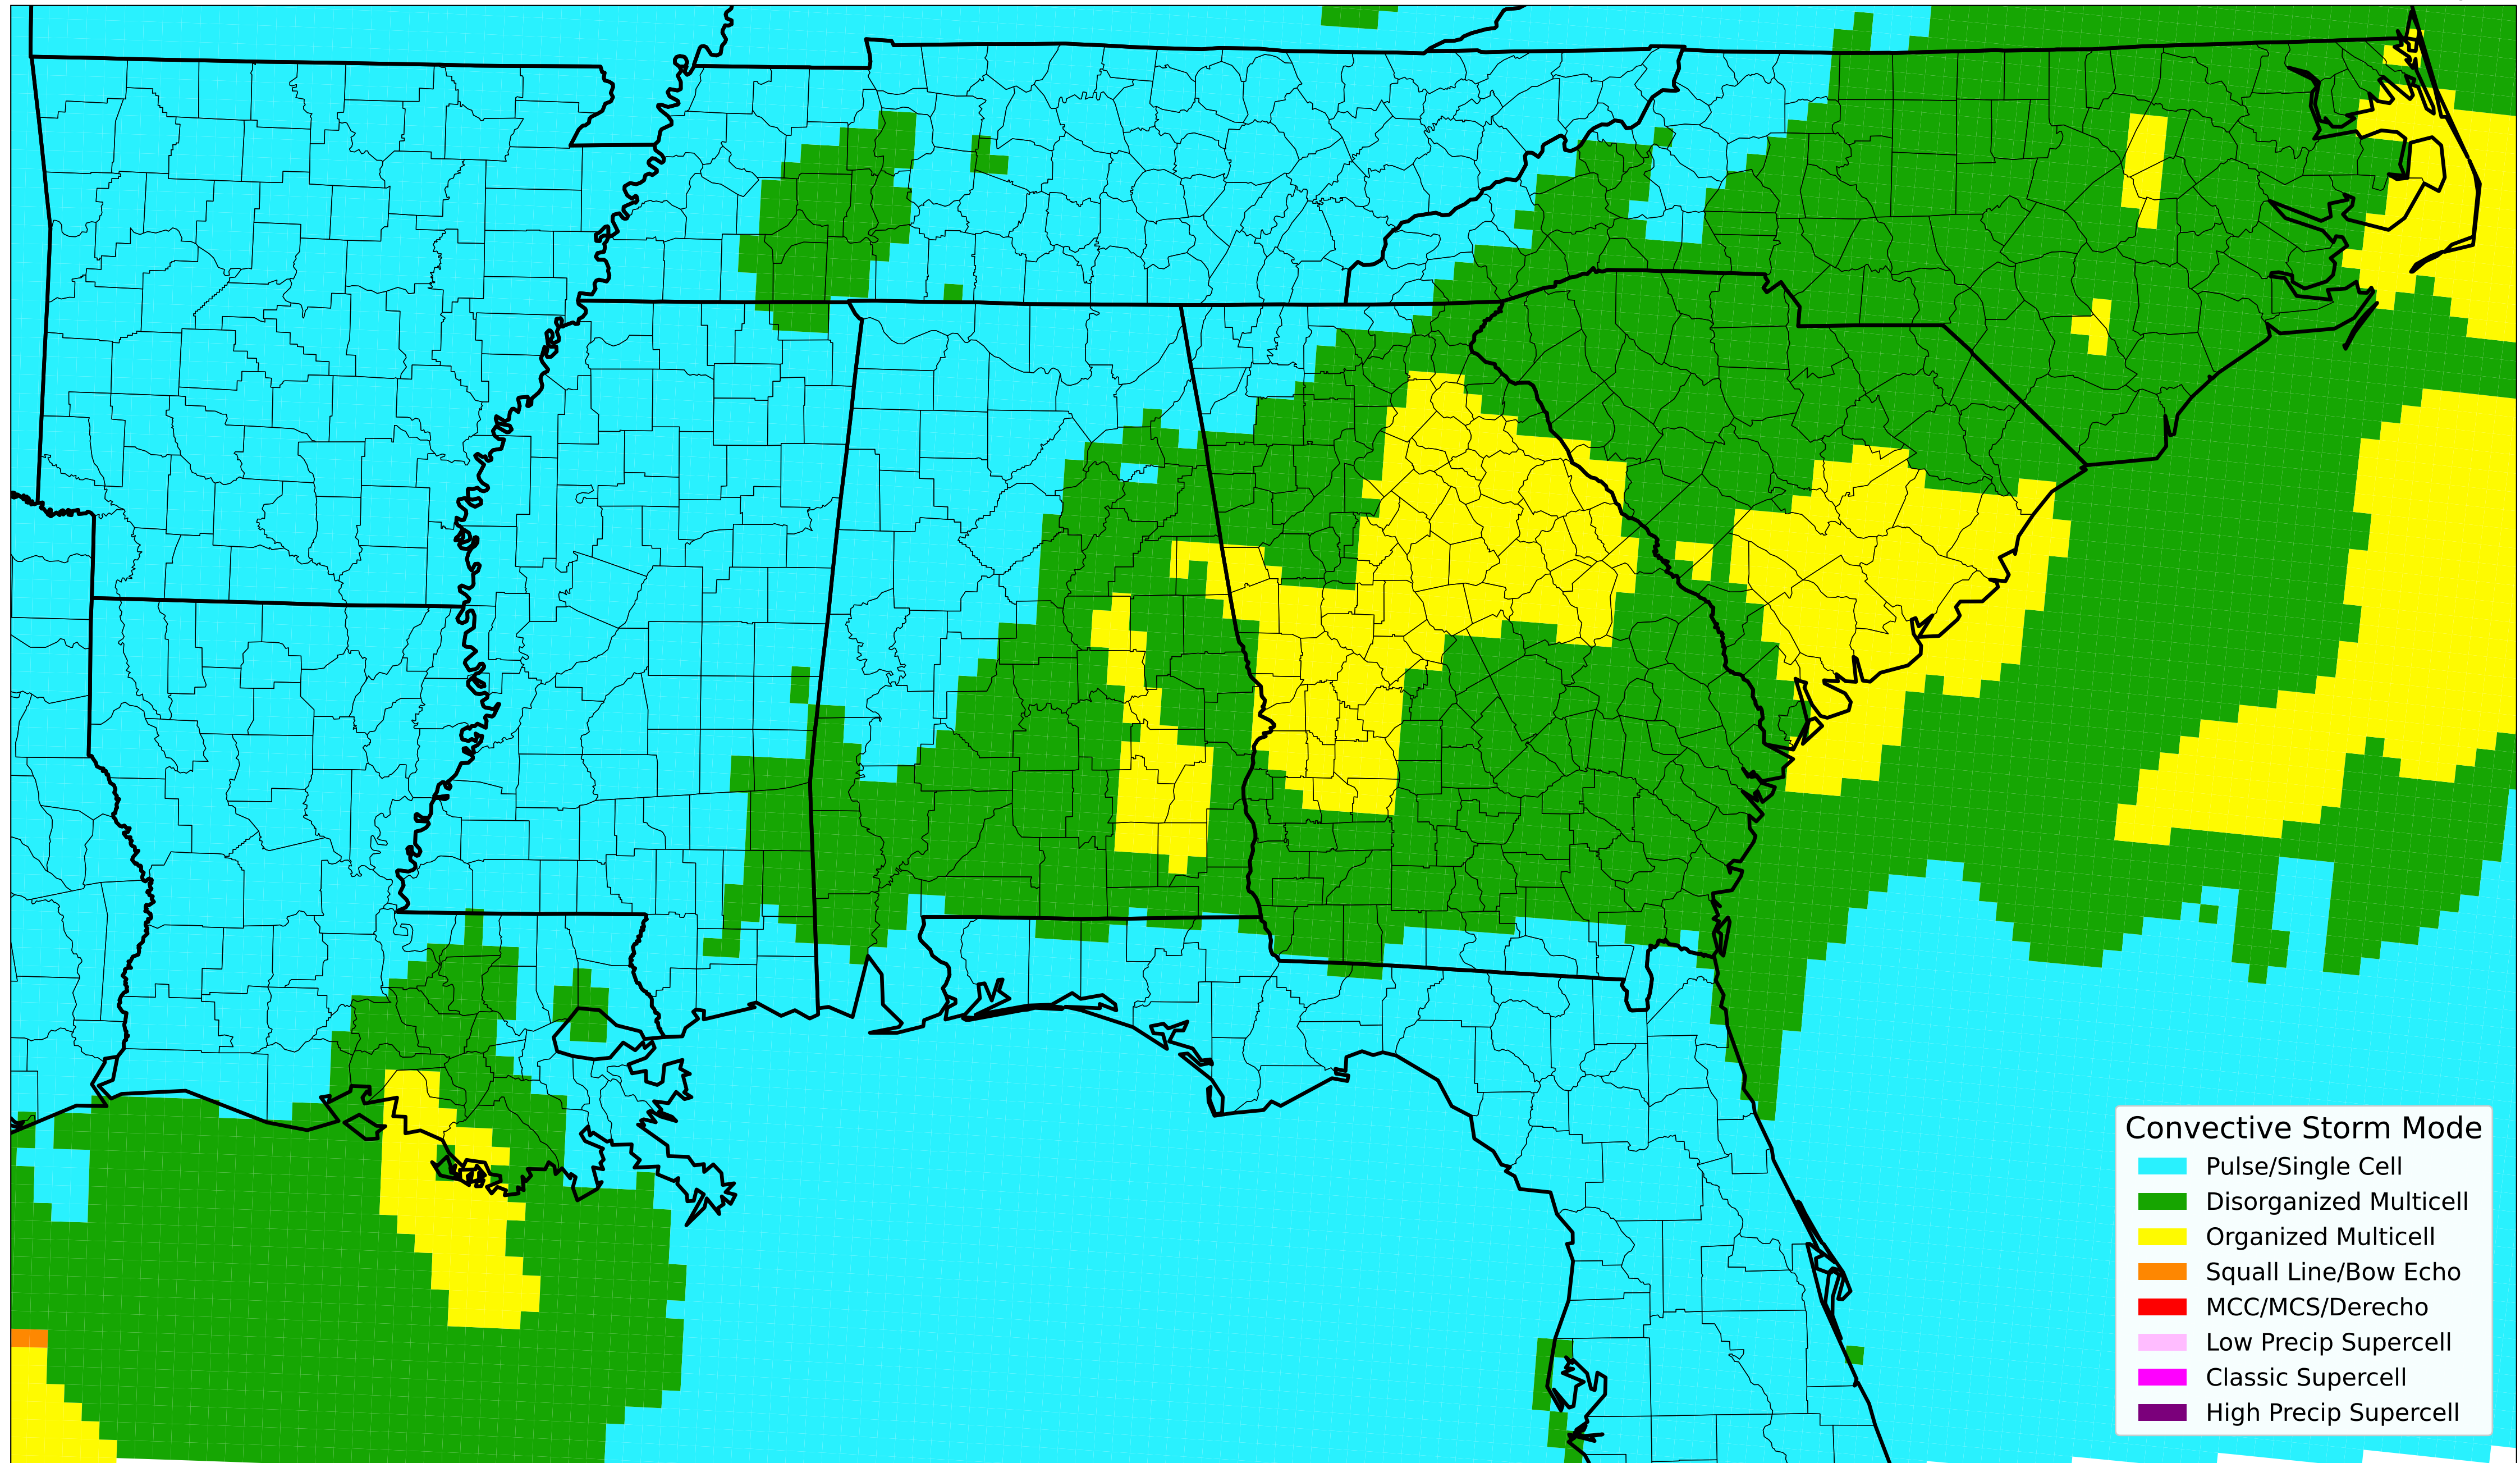 Convective Storm Mode
Pulse/Single Cell
Disorganized Multicell
Organized Multicell
Squall Line/Bow Echo
MCC/MCS/Derecho
Low Precip Supercell
Classic Supercell
High Precip Supercell